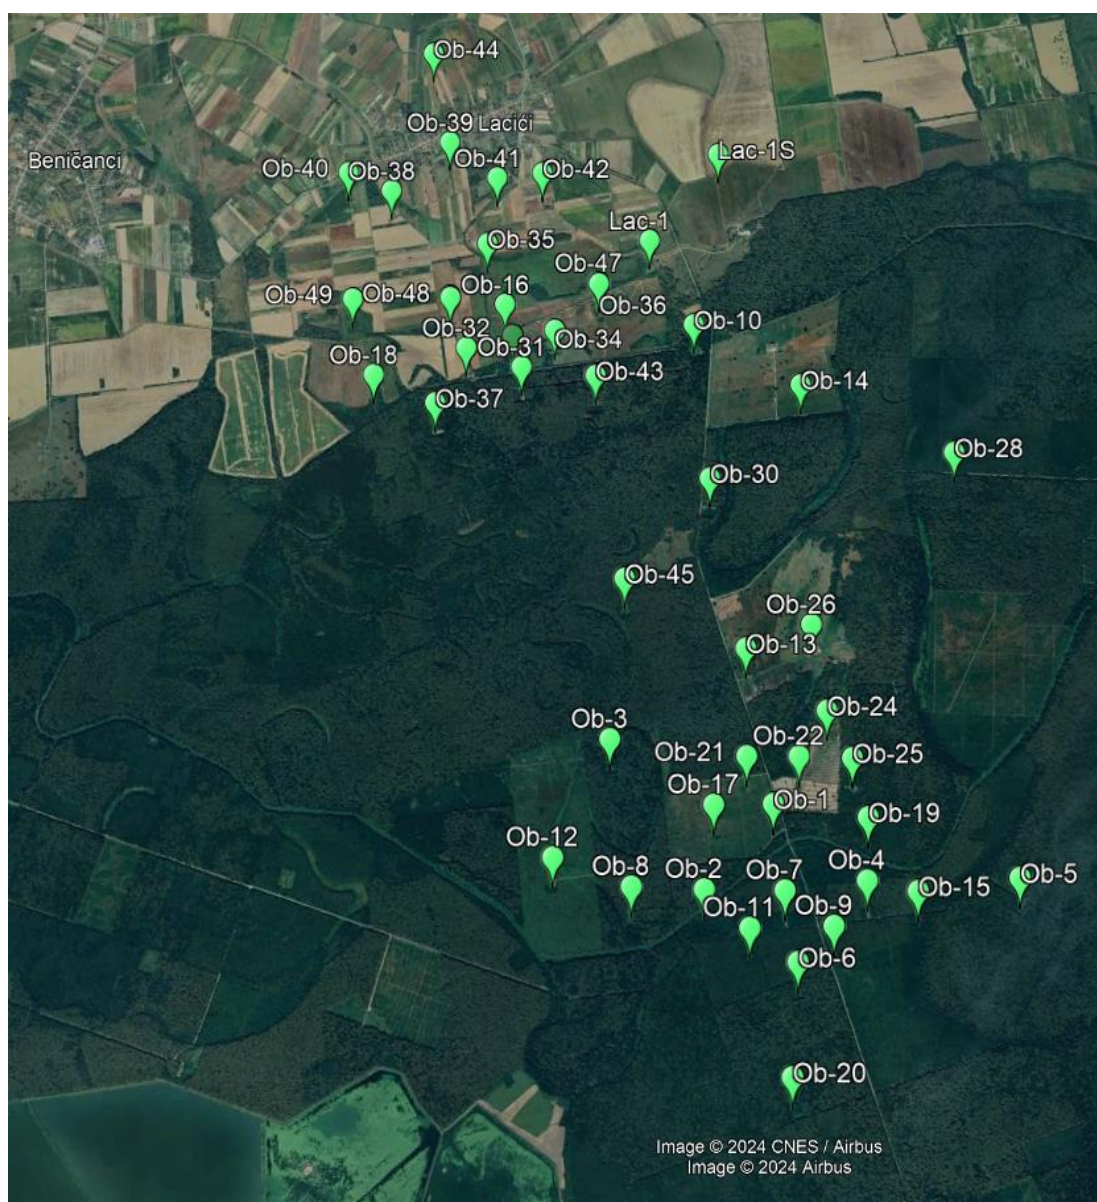 Ob-44
Ob-39 Lacići
Lac-1S
Beničanci
Ob-41
Ob-40 Ob-38
Ob-42
Lac-1
Ob-35
Ob-47
Ob-49 Ob-48 Ob-16
Ob-36
Ob-10
Ob-32
Ob-34
Ob-31
Ob-18
Ob-43
Ob-14
Ob-37
Ob-28
Ob-30
Ob-45
Ob-26
Ob-13
Ob-24
Ob-3
Ob-21 Ob-22 Ob-25
Ob-17 Ob-1
Ob-19
Ob-12
Ob-4
Ob-8 Ob-2 Ob-7 Ob-15 Ob-5
Ob-11 Ob-9
Ob-6
Ob-20
Image © 2024 CNES / Airbus
Image © 2024 Airbus